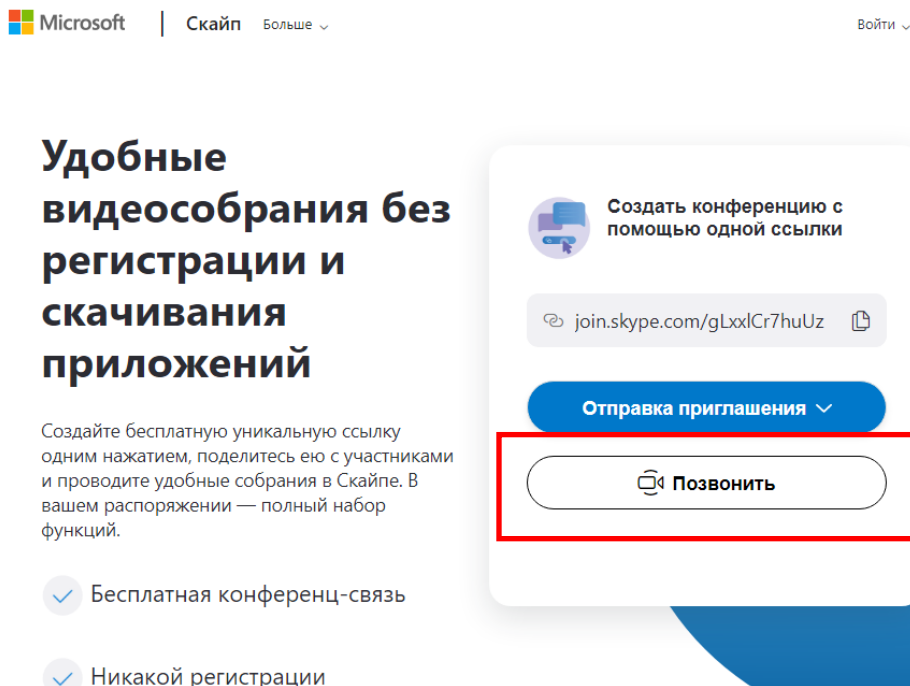 Microsoft | Скайп Больше
Войти
Удобные
видеособрания без
регистрации и
скачивания
приложений
Создайте бесплатную уникальную ссылку
одним нажатием, поделитесь ею с участниками
и проводите удобные собрания в Скайпе. В
вашем распоряжении — полный набор
функций.
Бесплатная конференц-связь
Никакой регистрации
Создать конференцию с
помощью одной ссылки
join.skype.com/gLxxlCr7huUz
Отправка приглашения
Позвонить